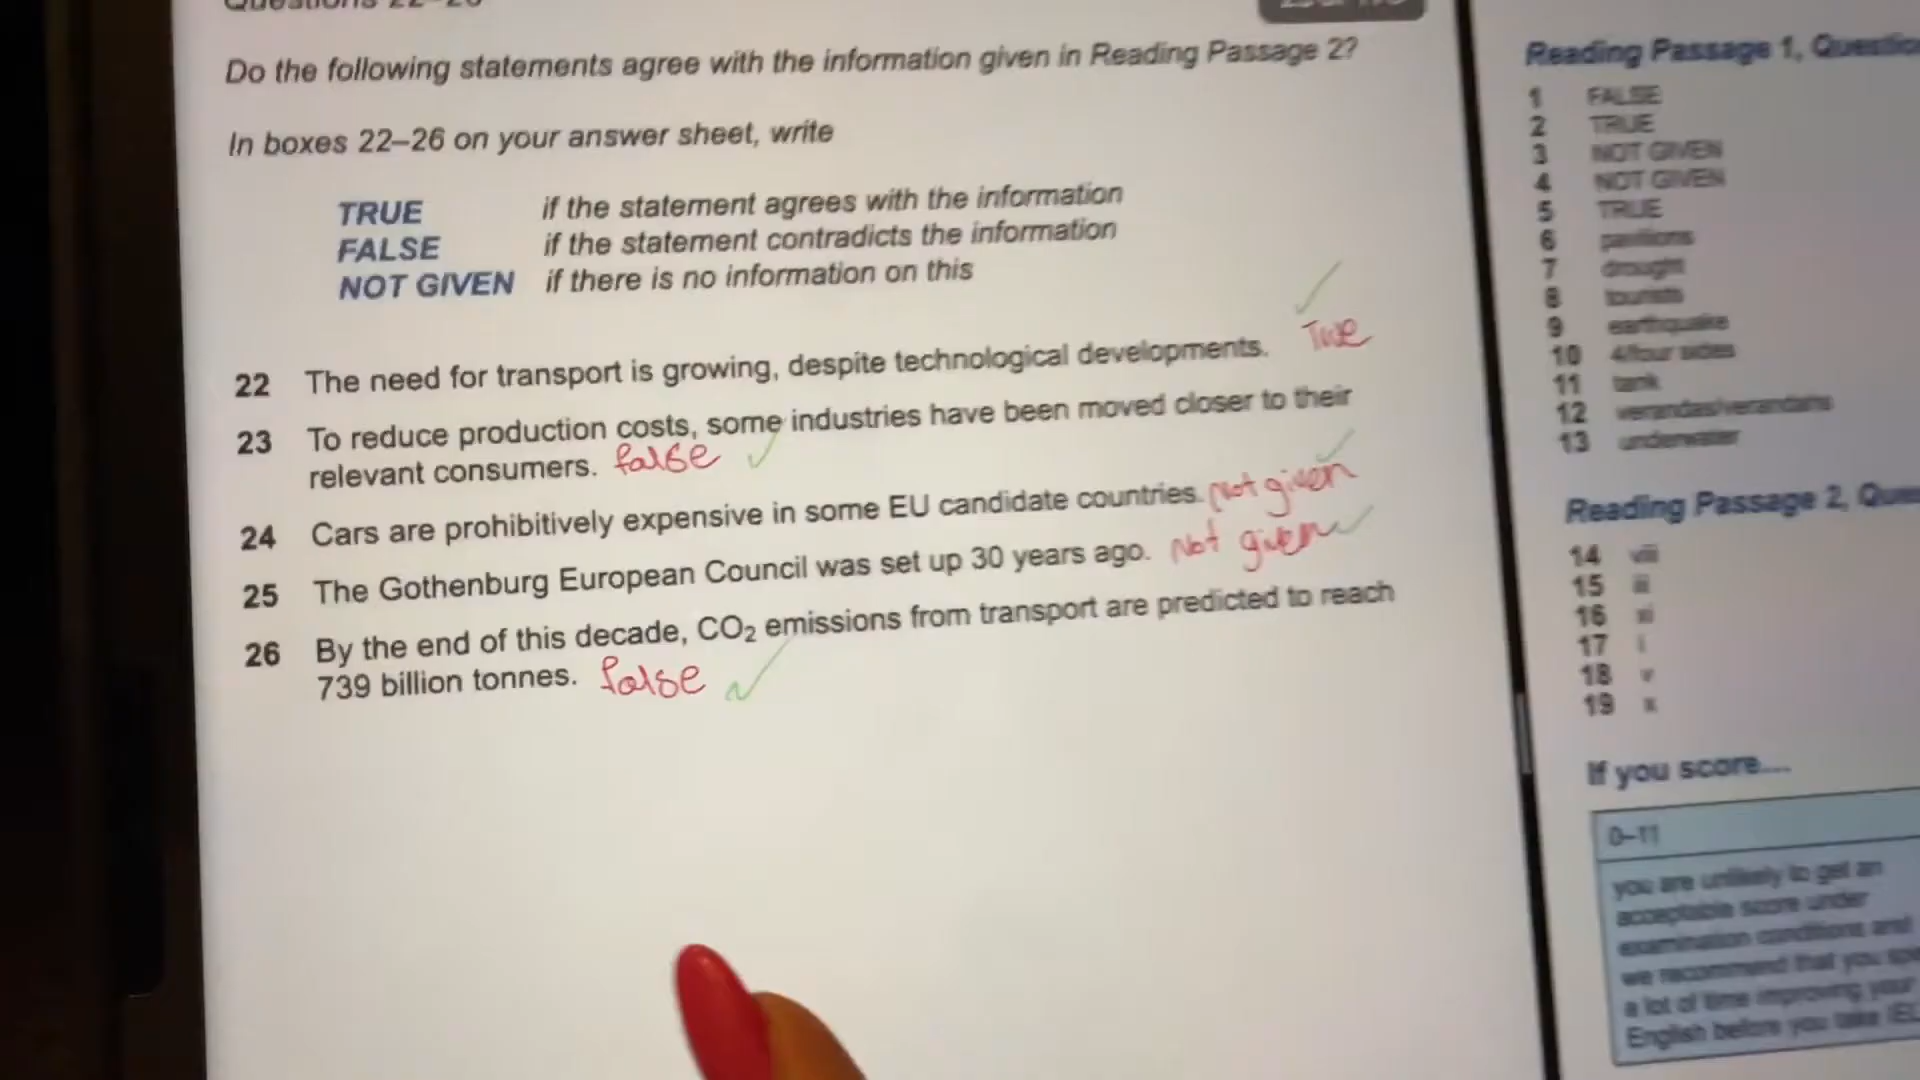 Questions 22–26
Do the following statements agree with the information given in Reading Passage 2?
In boxes 22–26 on your answer sheet, write
TRUE if the statement agrees with the information
FALSE if the statement contradicts the information
NOT GIVEN if there is no information on this
22 The need for transport is growing, despite technological developments. True
23 To reduce production costs, some industries have been moved closer to their
relevant consumers. false
24 Cars are prohibitively expensive in some EU candidate countries. Not given
25 The Gothenburg European Council was set up 30 years ago. Not given
26 By the end of this decade, CO2 emissions from transport are predicted to reach
739 billion tonnes. false
Reading Passage 1,
1 FALSE
2 TRUE
3 NOT GIVEN
4 NOT GIVEN
5 TRUE
6 pavilions
7 drought
8 tourists
9 earthquake
10 4/four sides
11 tank
12 verandas/verandahs
13 underwater
Reading Passage 2,
14 viii
15 iii
16 xi
17 i
18 v
19 x
If you score....
0–11
you are unlikely to get an
acceptable score under
examination conditions and
we recommend that you
a lot of time improving your
English before you take